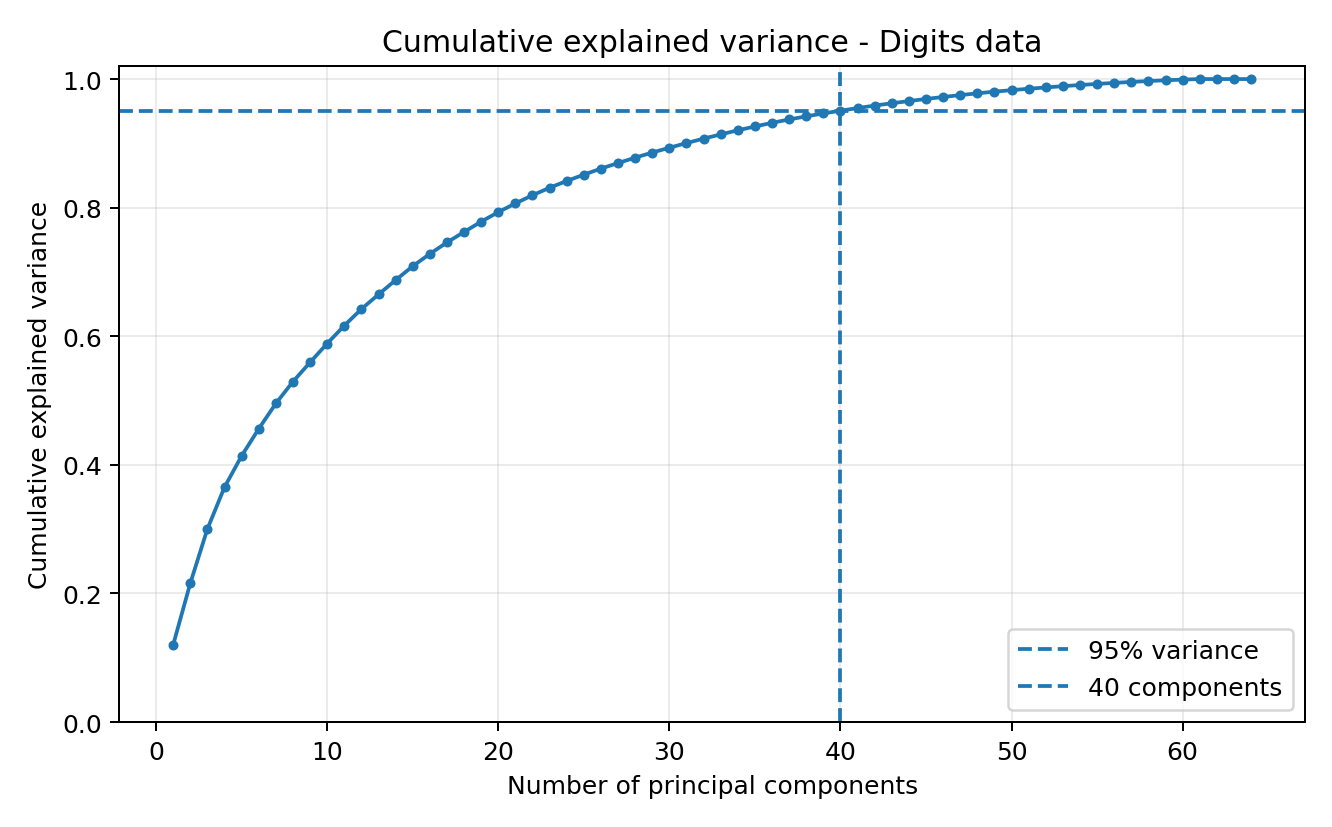 Cumulative explained variance - Digits data
1.0
0.8
0.6
0.4
0.2
0.0
Cumulative explained variance
0 10 20 30 40 50 60
Number of principal components
95% variance
40 components